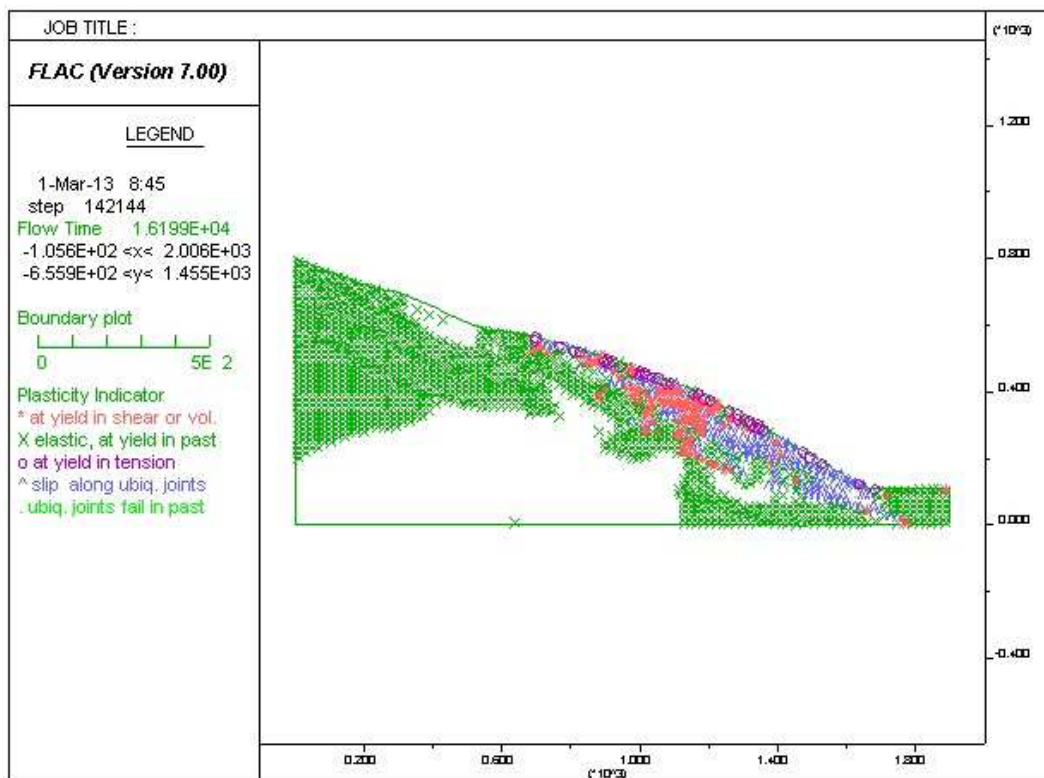 JOB TITLE :
FLAC (Version 7.00)
LEGEND
1-Mar-13 8:45
step 142144
Flow Time 1.6199E+04
-1.056E+02 <x< 2.006E+03
-6.559E+02 <y< 1.455E+03
Boundary plot
0 5E 2
Plasticity Indicator
* at yield in shear or vol.
X elastic, at yield in past
o at yield in tension
^ slip along ubiq. joints
. ubiq. joints fail in past
(*10^3)
1.200
0.800
0.400
0.000
-0.400
0.200 0.600 1.000 1.400 1.800
(*10^3)